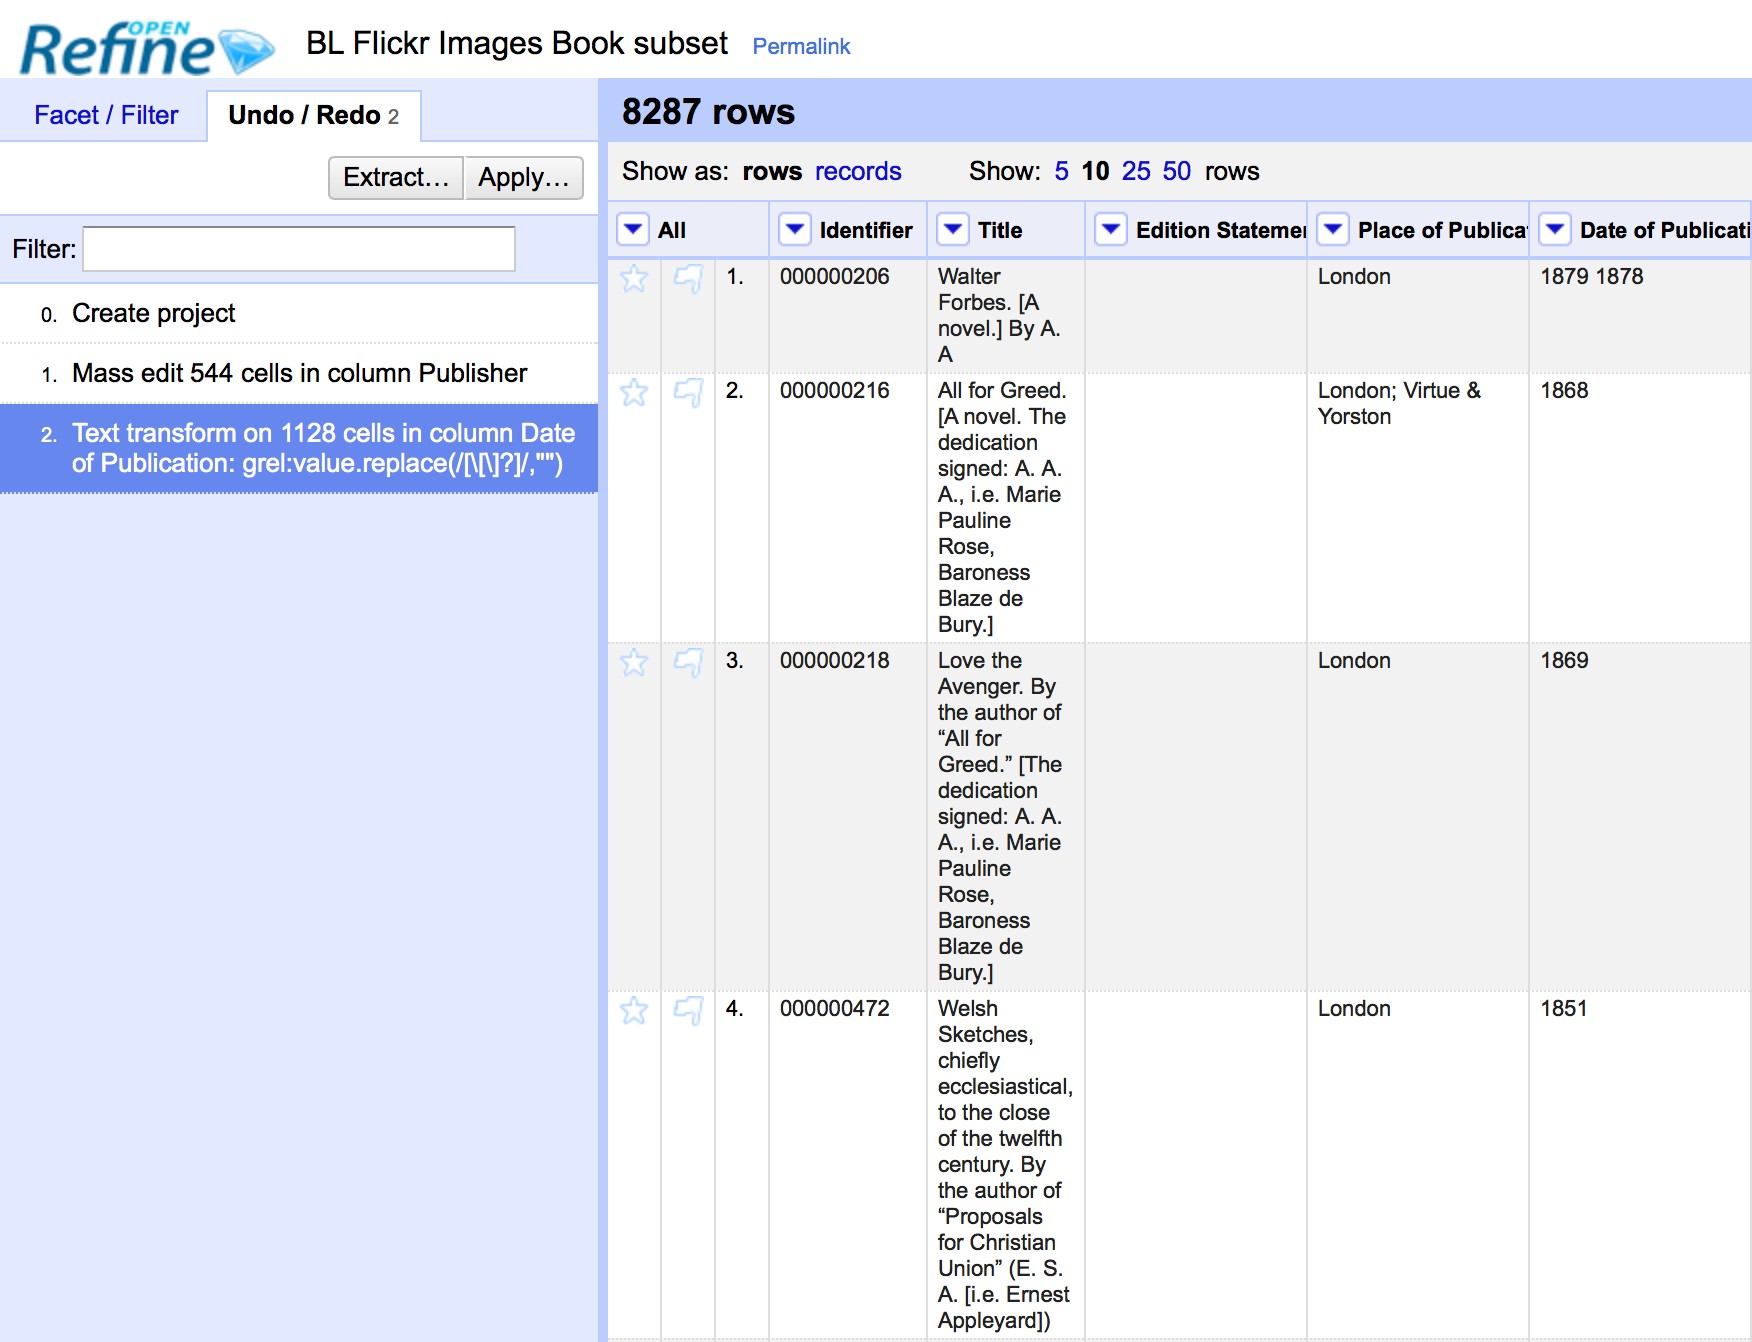 OPEN
Refine
BL Flickr Images Book subset Permalink
Facet / Filter
Undo / Redo 2
Extract...
Apply...
Filter:
0. Create project
1. Mass edit 544 cells in column Publisher
2. Text transform on 1128 cells in column Date
of Publication: grel:value.replace(/[\[\]?]/,"")
8287 rows
Show as: rows records Show: 5 10 25 50 rows
All Identifier Title Edition Statemen Place of Publica Date of Publicati
1. 000000206
Walter
Forbes. [A
novel.] By A.
A
London
1879 1878
2. 000000216
All for Greed.
[A novel. The
dedication
signed: A. A.
A., i.e. Marie
Pauline
Rose,
Baroness
Blaze de
Bury.]
London; Virtue &
Yorston
1868
3. 000000218
Love the
Avenger. By
the author of
“All for
Greed.” [The
dedication
signed: A. A.
A., i.e. Marie
Pauline
Rose,
Baroness
Blaze de
Bury.]
London
1869
4. 000000472
Welsh
Sketches,
chiefly
ecclesiastical,
to the close
of the twelfth
century. By
the author of
“Proposals
for Christian
Union” (E. S.
A. [i.e. Ernest
Appleyard])
London
1851